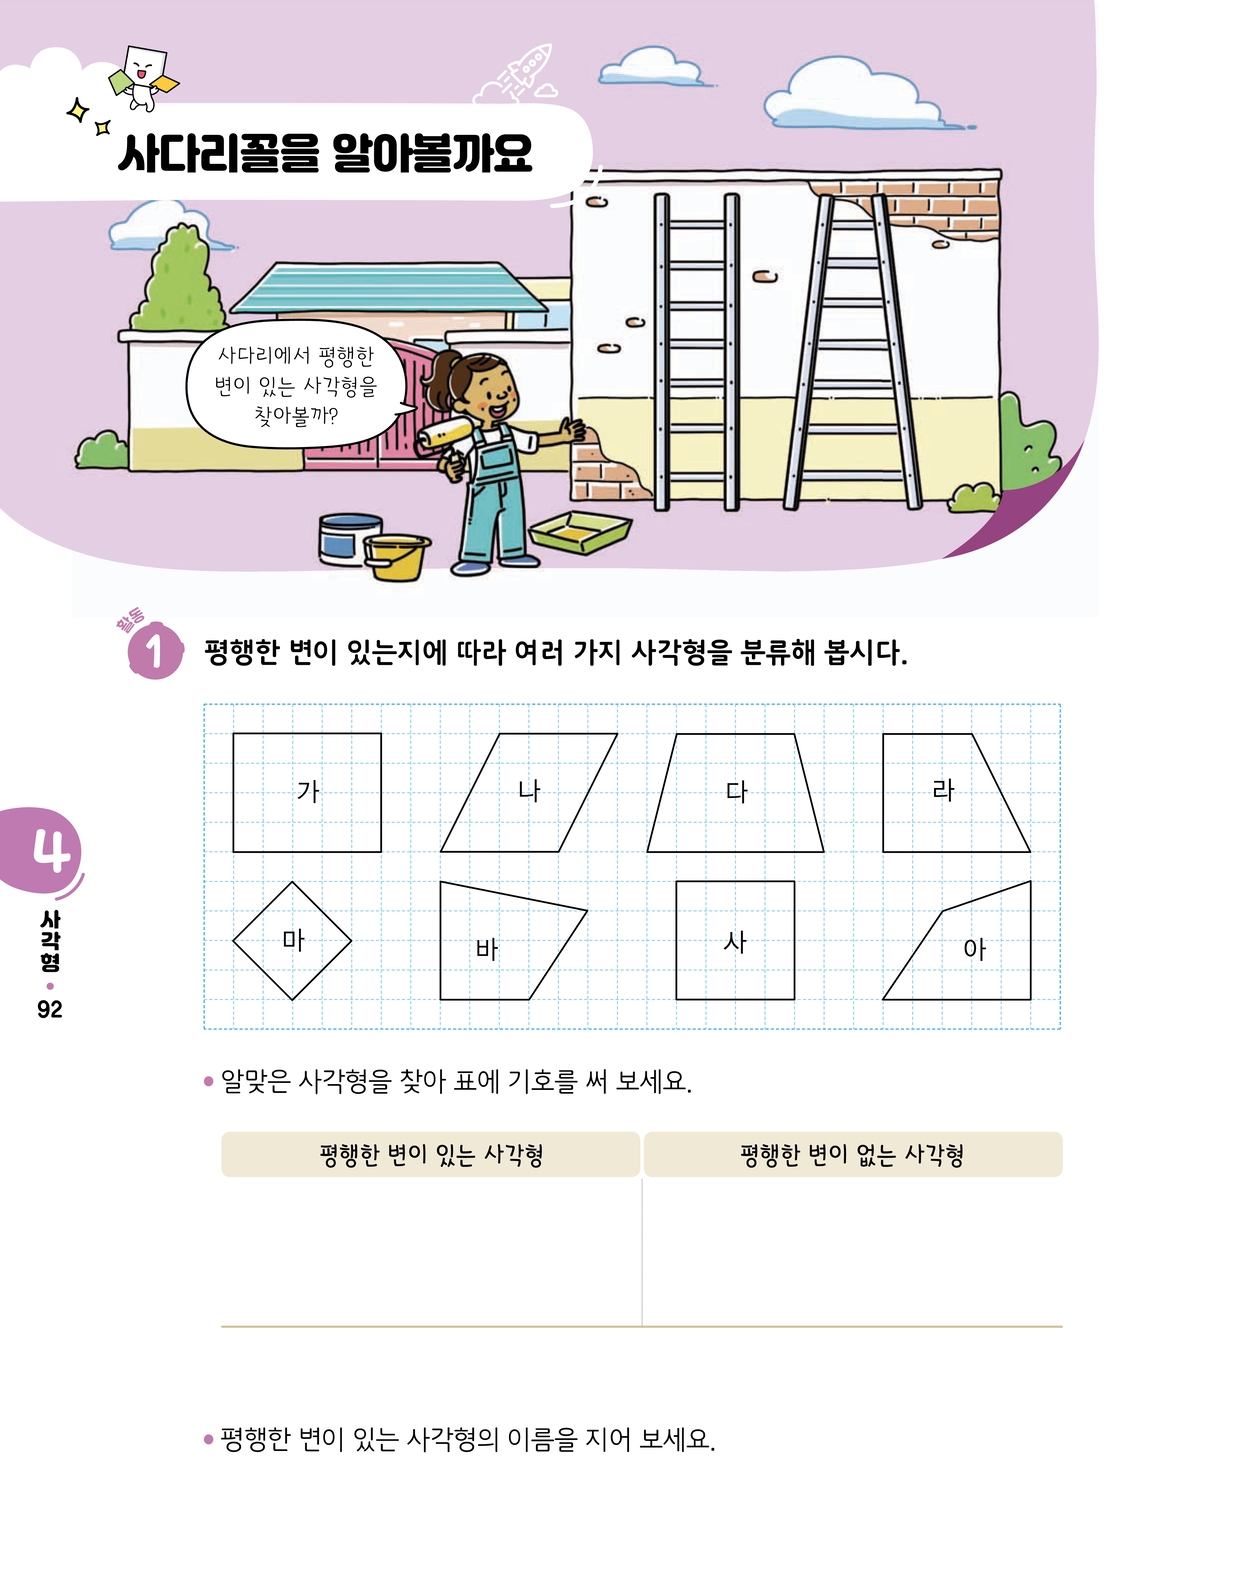 사다리꼴을 알아볼까요
사다리에서 평행한
변이 있는 사각형을
찾아볼까?
활동
1 평행한 변이 있는지에 따라 여러 가지 사각형을 분류해 봅시다.
가 나 다 라
마 바 사 아
4
사각형
92
• 알맞은 사각형을 찾아 표에 기호를 써 보세요.
평행한 변이 있는 사각형 평행한 변이 없는 사각형
• 평행한 변이 있는 사각형의 이름을 지어 보세요.